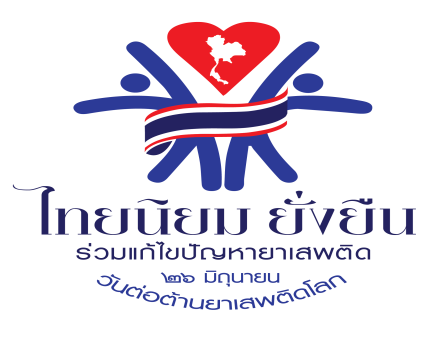 ไทยนิยม ยั่งยืน
ร่วมแก้ไขปัญหายาเสพติด
๒๖ มิถุนายน
วันต่อต้านยาเสพติดโลก